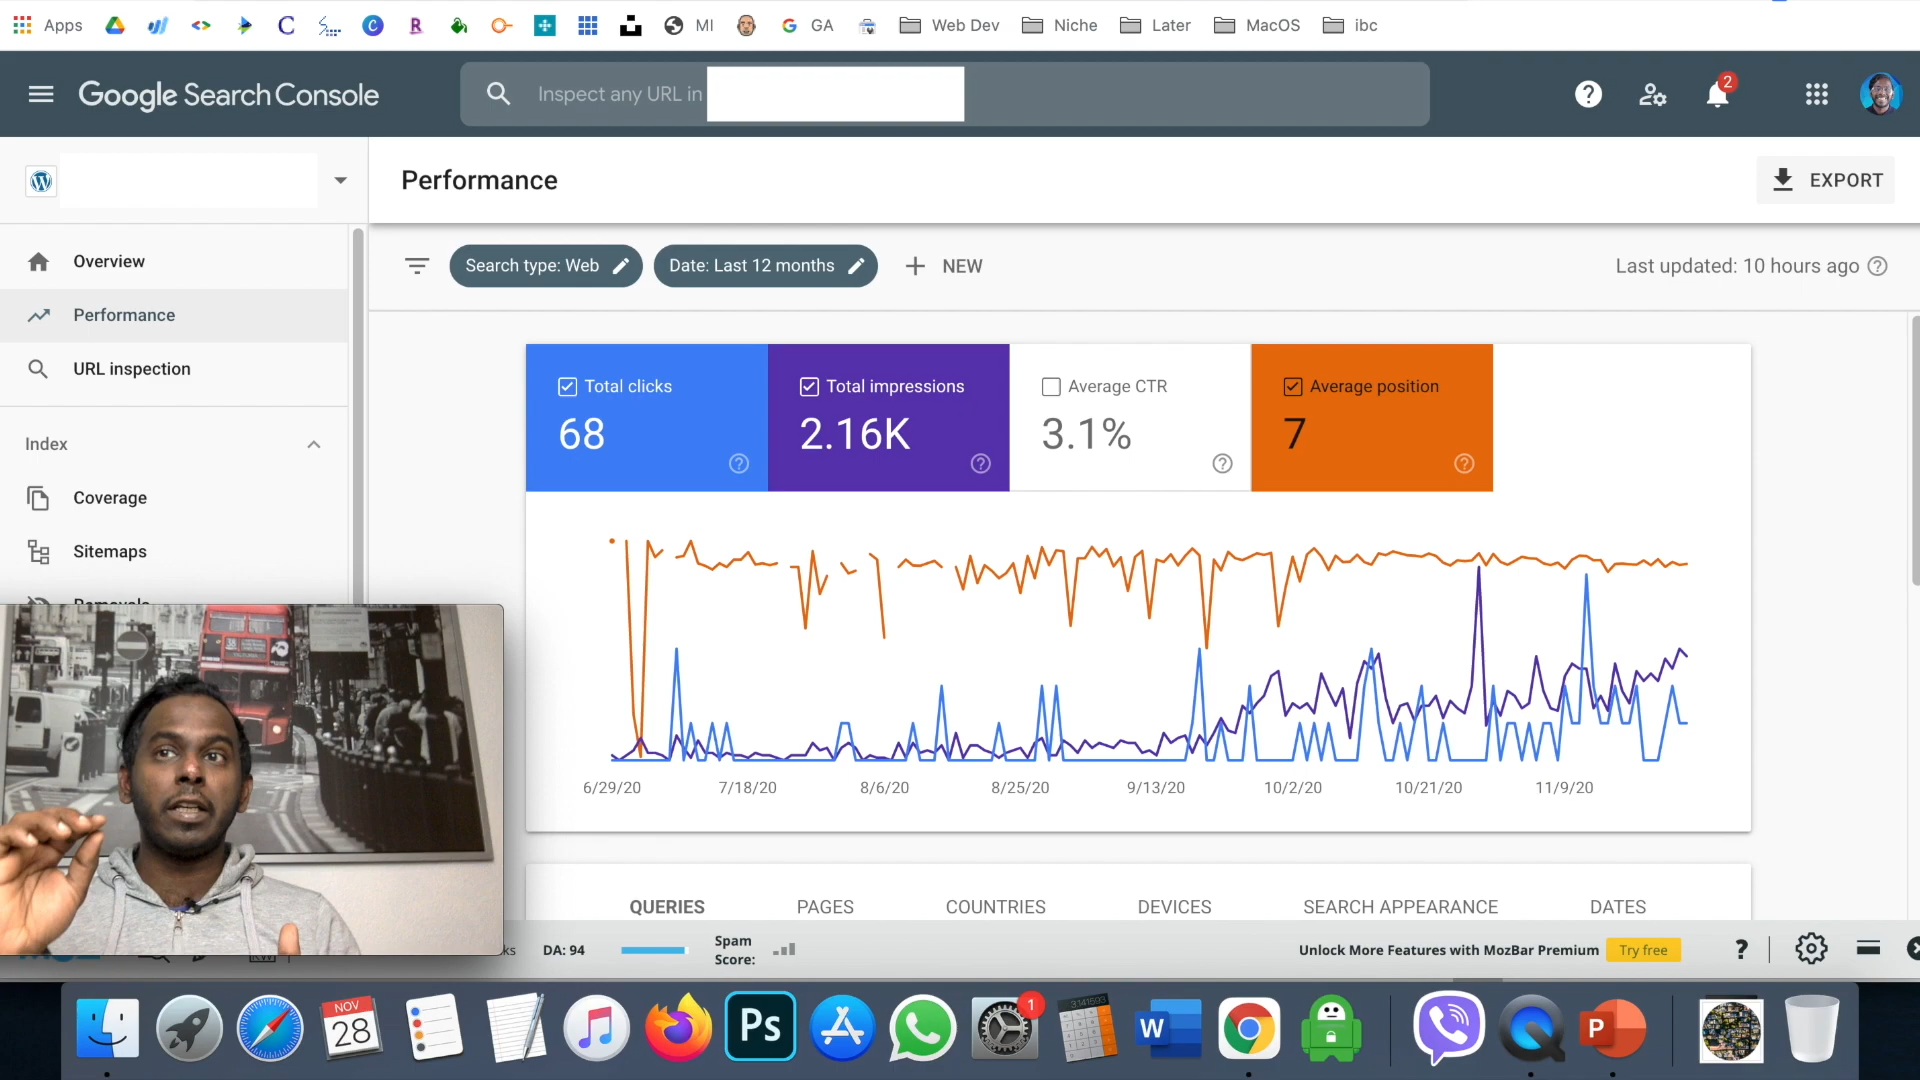 Apps
MI
GA
Web Dev
Niche
Later
MacOS
ibc
Google Search Console
Inspect any URL in
2
Performance
EXPORT
Overview
Performance
URL inspection
Index
Coverage
Sitemaps
Removals
Search type: Web
Date: Last 12 months
NEW
Last updated: 10 hours ago
Total clicks
68
Total impressions
2.16K
Average CTR
3.1%
Average position
7
6/29/20
7/18/20
8/6/20
8/25/20
9/13/20
10/2/20
10/21/20
11/9/20
QUERIES
PAGES
COUNTRIES
DEVICES
SEARCH APPEARANCE
DATES
DA: 94
Spam
Score:
Unlock More Features with MozBar Premium
Try free
NOV
28
Ps
1
3.141593
W
P